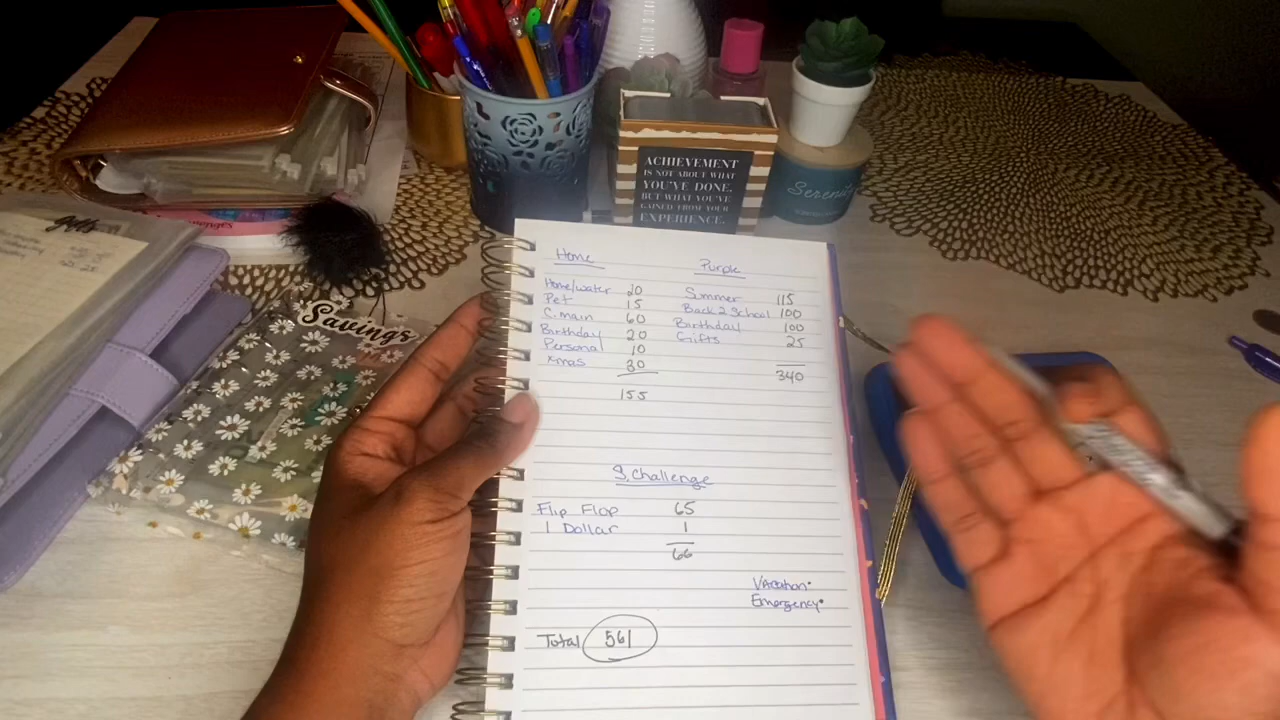 Gifts
Savings
ACHIEVEMENT
IS NOT ABOUT WHAT
YOU'VE DONE,
BUT WHAT YOU'VE
GAINED FROM YOUR
EXPERIENCE.
Serenity
Home
Home/water 20
Pet 15
C.main 60
Birthday 20
Personal 10
Xmas 30
155
Purple
Summer 115
Back 2 School 100
Birthday 100
Gifts 25
340
S. Challenge
Flip Flop 65
1 Dollar 1
66
Vacation
Emergency
Total 561